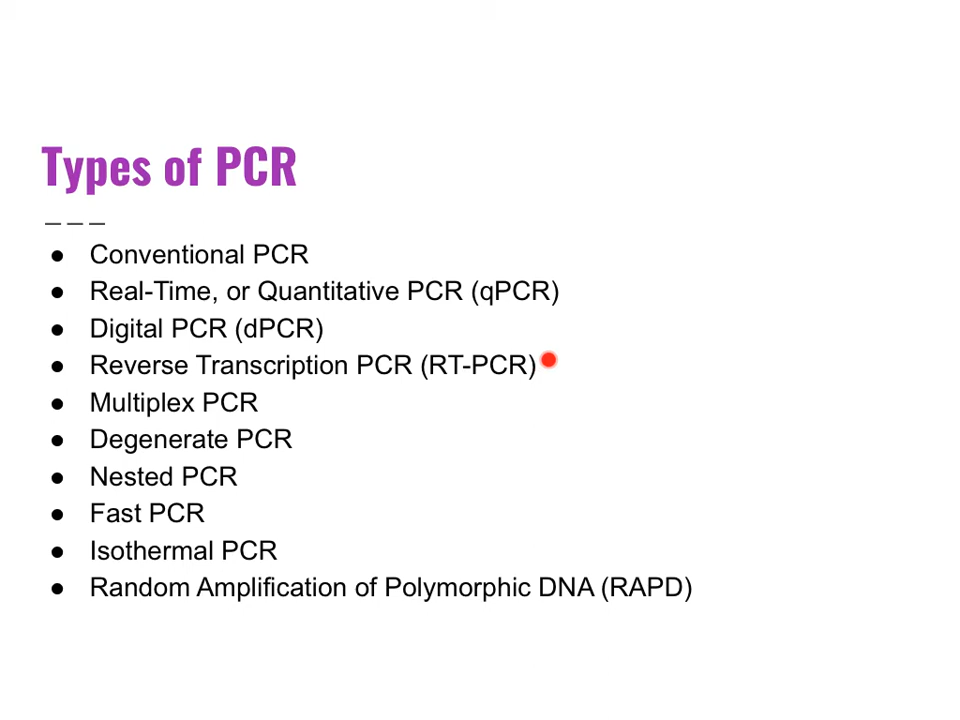 Types of PCR
● Conventional PCR
● Real-Time, or Quantitative PCR (qPCR)
● Digital PCR (dPCR)
● Reverse Transcription PCR (RT-PCR)
● Multiplex PCR
● Degenerate PCR
● Nested PCR
● Fast PCR
● Isothermal PCR
● Random Amplification of Polymorphic DNA (RAPD)